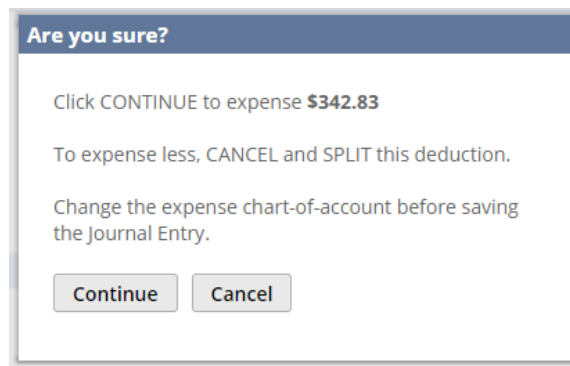 Are you sure?
Click CONTINUE to expense $342.83
To expense less, CANCEL and SPLIT this deduction.
Change the expense chart-of-account before saving
the Journal Entry.
Continue Cancel